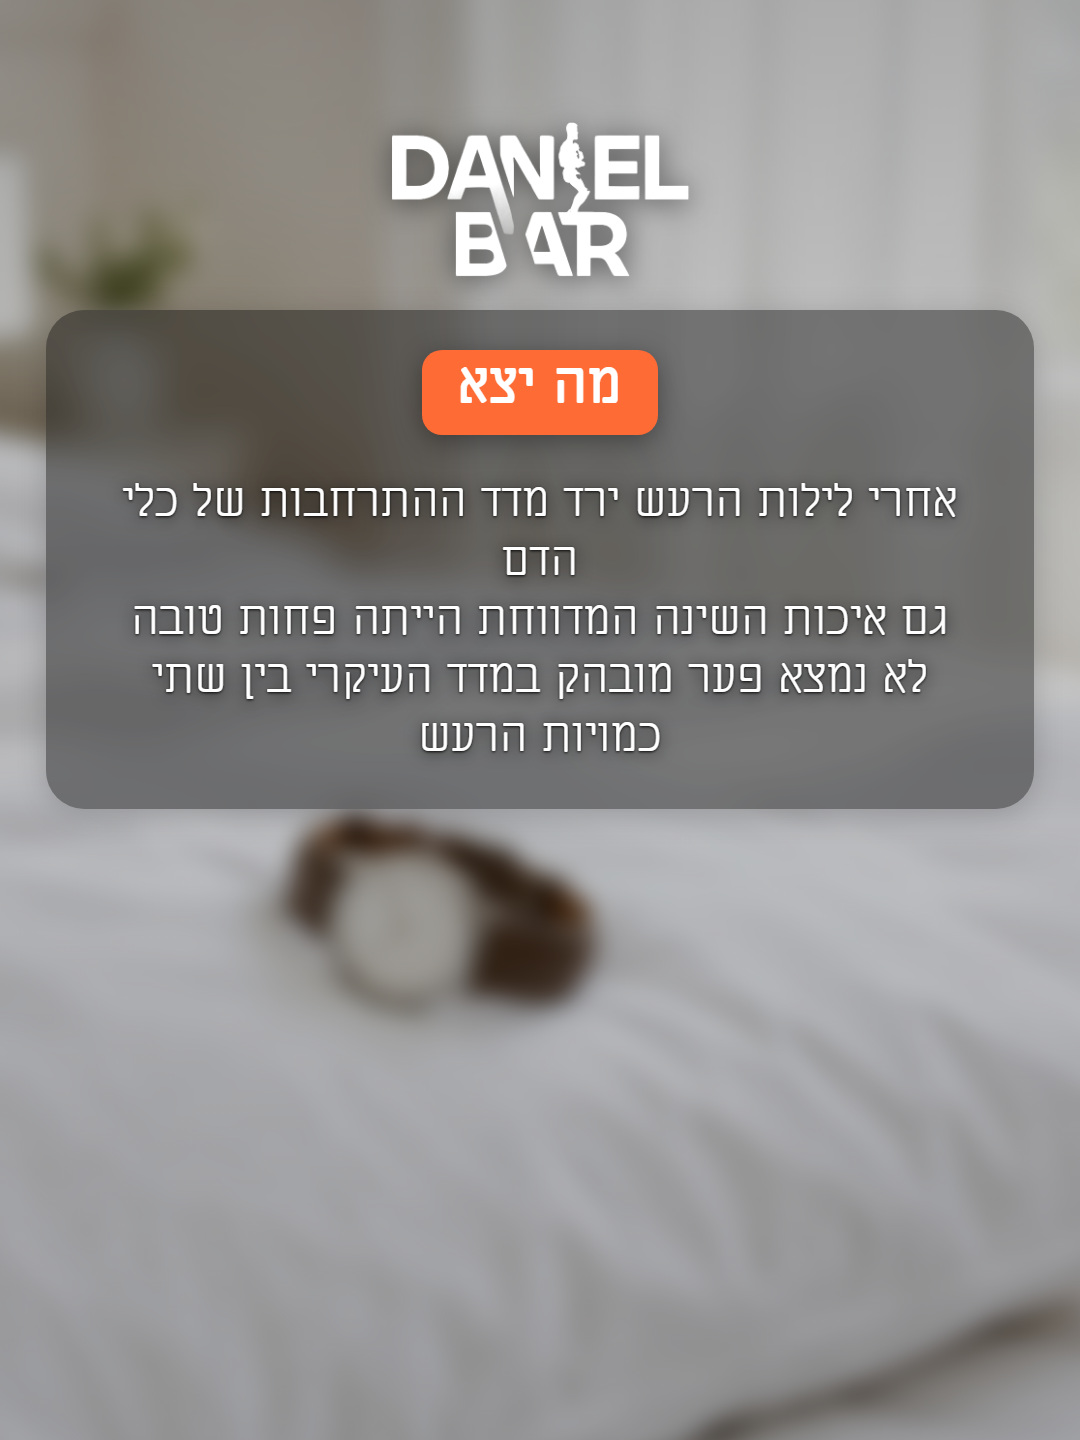 DANIEL
BAR
מה יצא
אחרי לילות הרעש ירד מדד ההתרחבות של כלי
הדם
גם איכות השינה המדווחת הייתה פחות טובה
לא נמצא פער מובהק במדד העיקרי בין שתי
כמויות הרעש